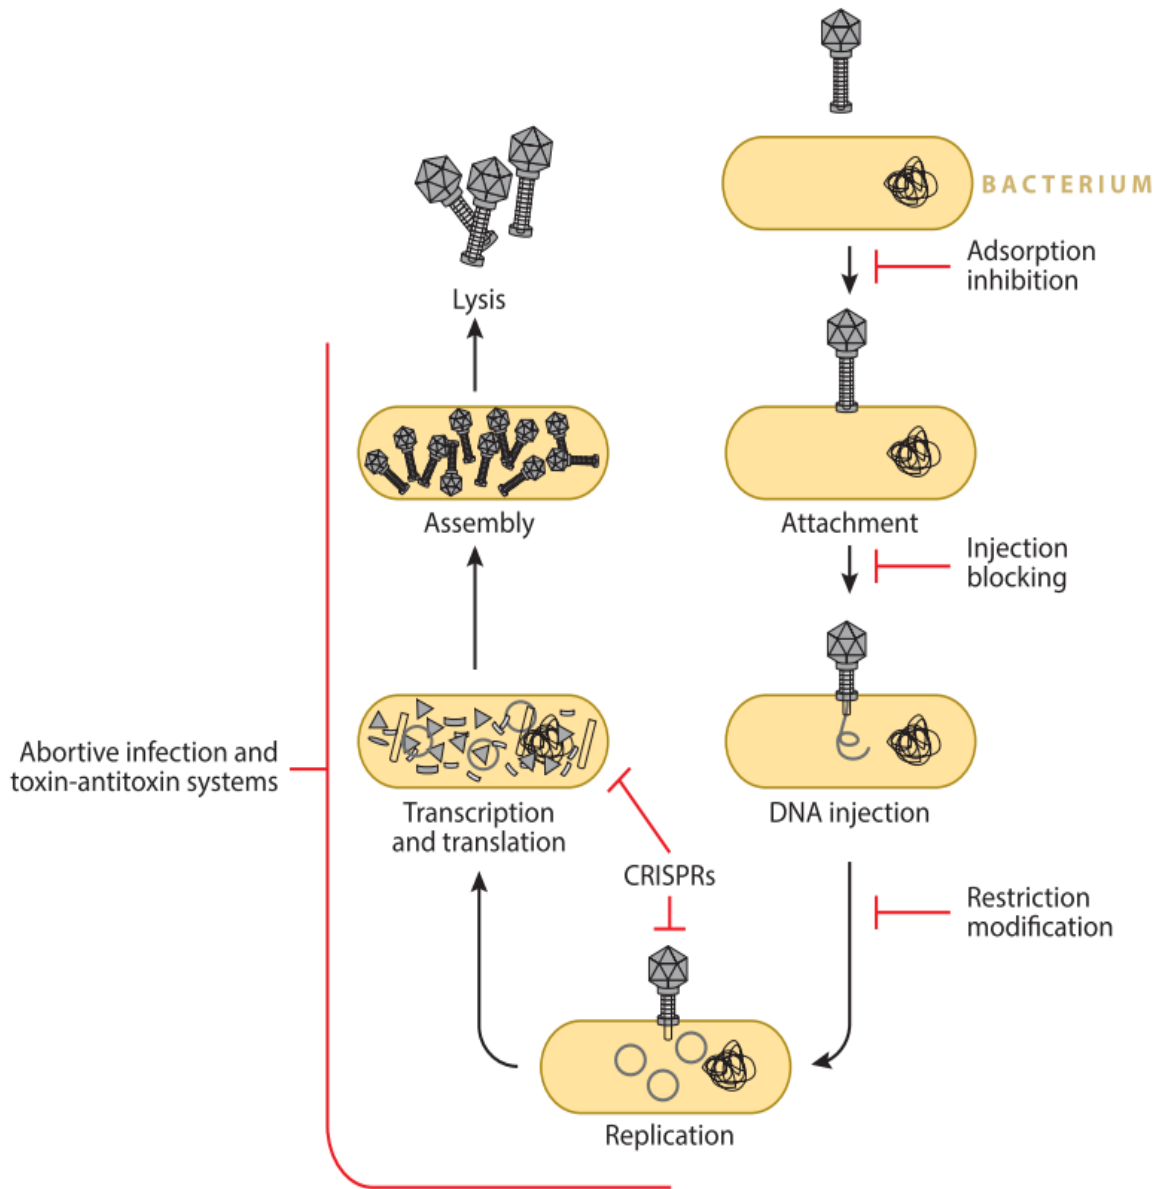 BACTERIUM
Adsorption
inhibition
Lysis
Assembly
Attachment
Injection
blocking
Abortive infection and
toxin-antitoxin systems
Transcription
and translation
DNA injection
CRISPRs
Restriction
modification
Replication